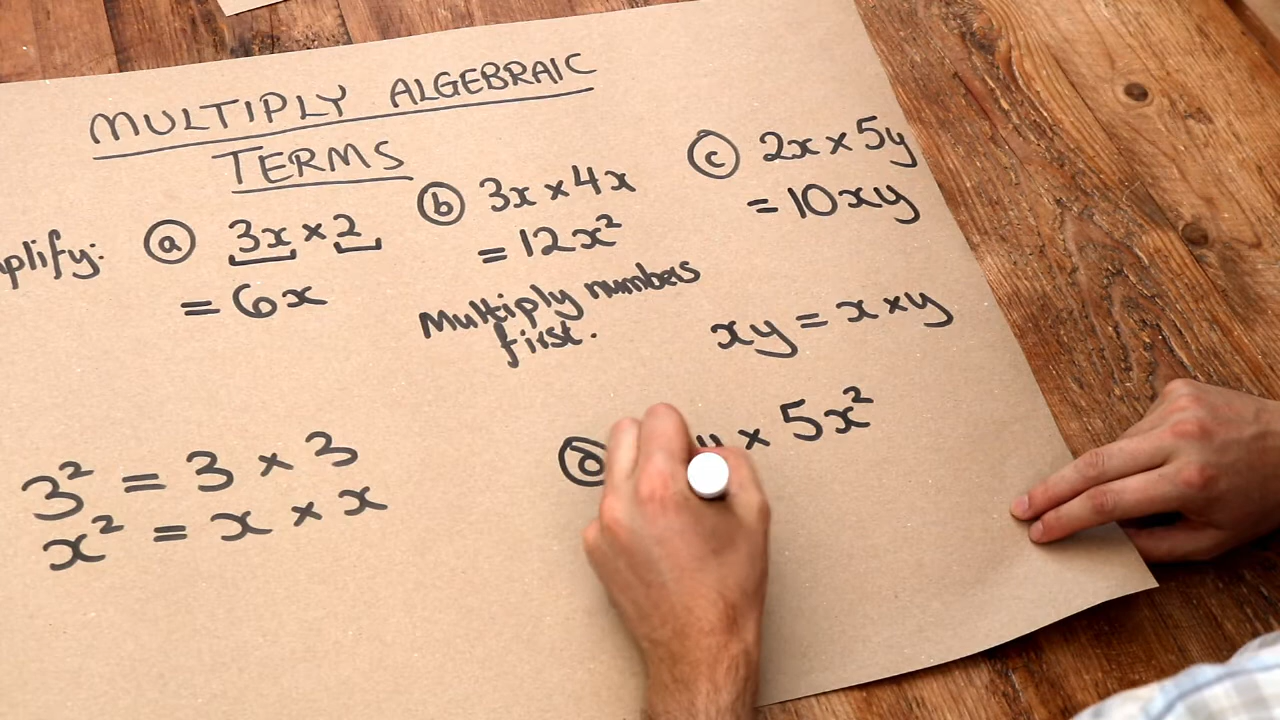 MULTIPLY ALGEBRAIC
TERMS
plify:
ⓐ 3x × 2
= 6x
ⓑ 3x × 4x
= 12x²
Multiply numbers
first.
ⓒ 2x × 5y
= 10xy
xy = x × y
3² = 3 × 3
x² = x × x
ⓓ × 5x²